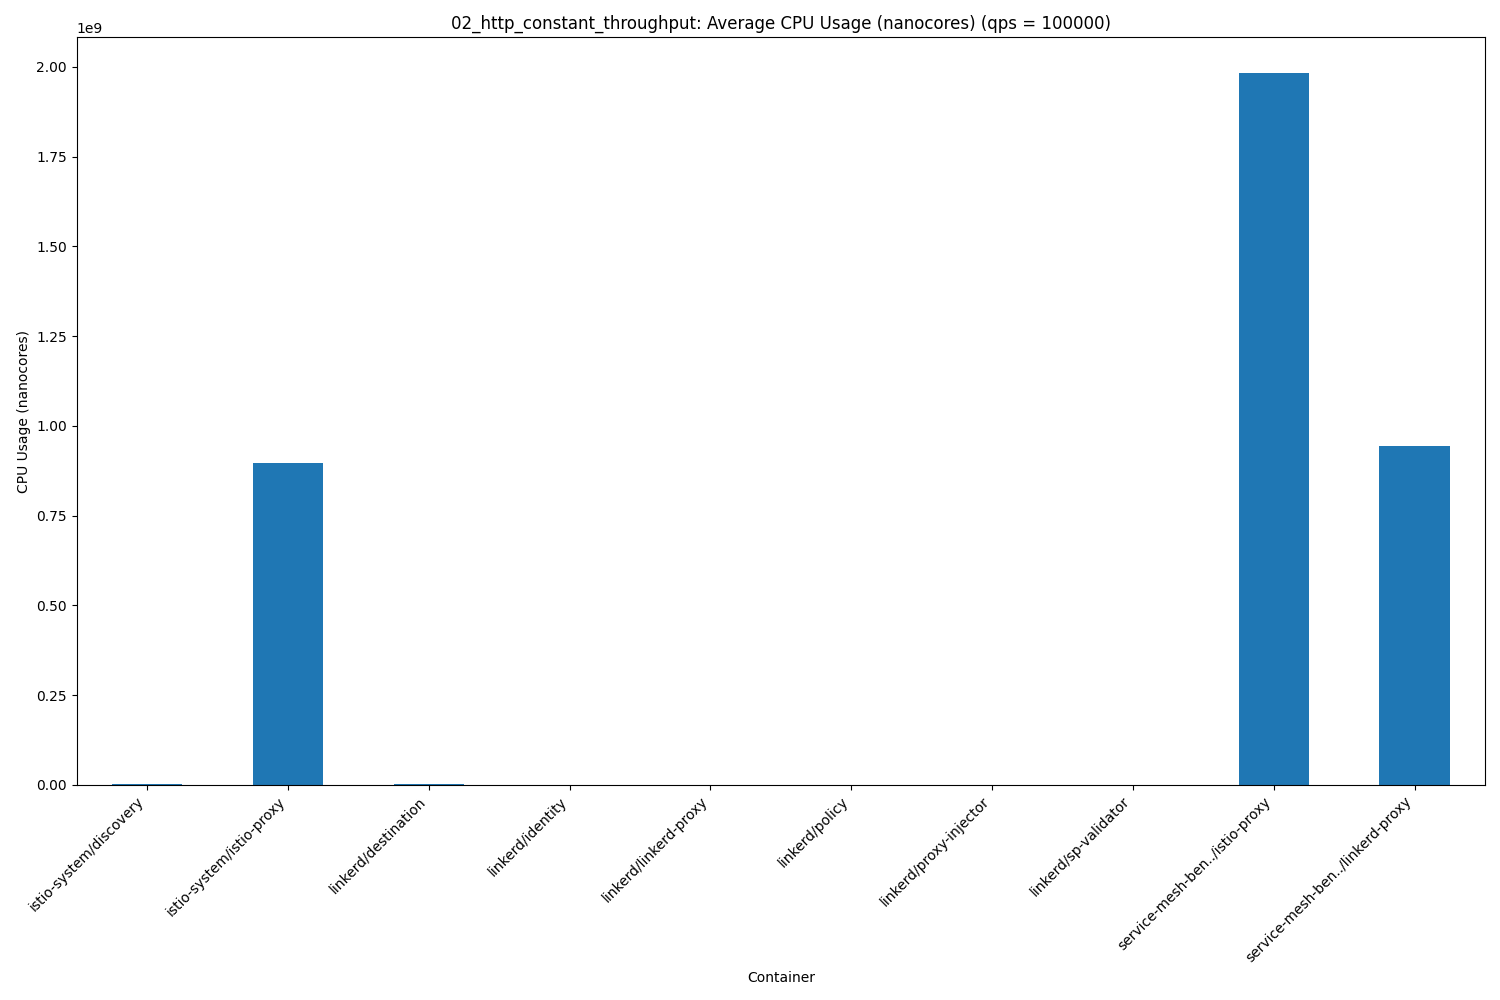 02_http_constant_throughput: Average CPU Usage (nanocores) (qps = 100000)
1e9
2.00
1.75
1.50
1.25
1.00
0.75
0.50
0.25
0.00
CPU Usage (nanocores)
istio-system/discovery
istio-system/istio-proxy
linkerd/destination
linkerd/identity
linkerd/linkerd-proxy
linkerd/policy
linkerd/proxy-injector
linkerd/sp-validator
service-mesh-ben../istio-proxy
service-mesh-ben../linkerd-proxy
Container